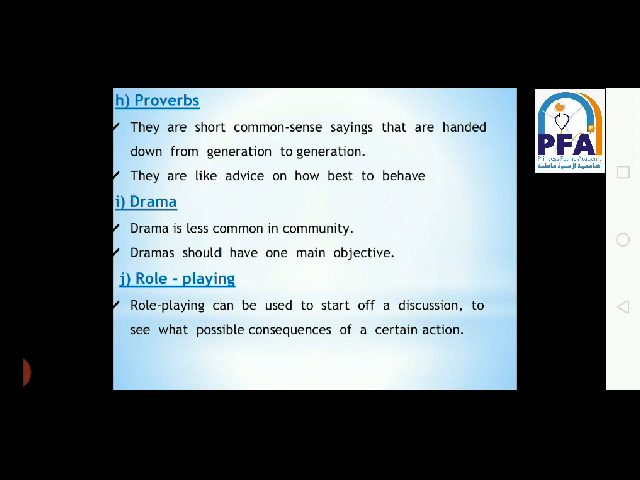 h) Proverbs
✓ They are short common-sense sayings that are handed
down from generation to generation.
✓ They are like advice on how best to behave
i) Drama
✓ Drama is less common in community.
✓ Dramas should have one main objective.
j) Role - playing
✓ Role-playing can be used to start off a discussion, to
see what possible consequences of a certain action.
PFA
Princess Fatma Academy